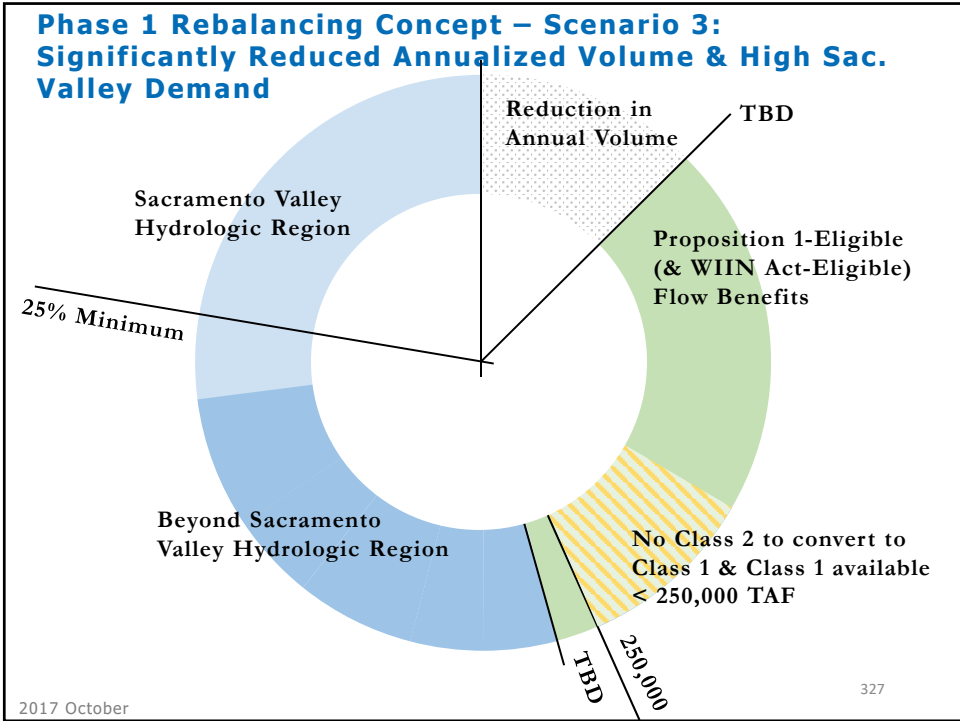 Phase 1 Rebalancing Concept – Scenario 3:
Significantly Reduced Annualized Volume & High Sac.
Valley Demand
Reduction in
Annual Volume
TBD
Sacramento Valley
Hydrologic Region
Proposition 1-Eligible
(& WIIN Act-Eligible)
Flow Benefits
25% Minimum
Beyond Sacramento
Valley Hydrologic Region
No Class 2 to convert to
Class 1 & Class 1 available
< 250,000 TAF
TBD
250,000
327
2017 October